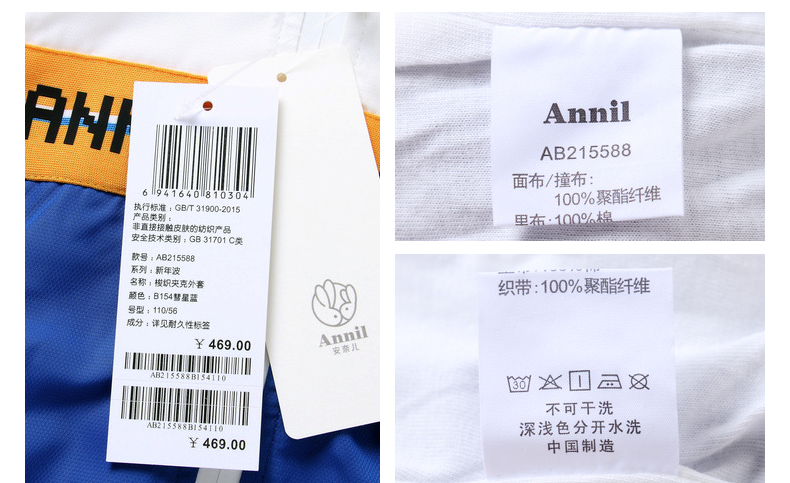 ANN
6 941640 810304
执行标准：GB/T 31900-2015
产品类别：
非直接接触皮肤的纺织产品
安全技术类别：GB 31701 C类
款号：AB215588
系列：新年波
名称：梭织夹克外套
颜色：B154彗星蓝
号型：110/56
成分：详见耐久性标签
￥469.00
AB215588B154110
AB215588B154110
￥469.00
Annil
安奈儿
Annil
AB215588
面布/撞布:
100%聚酯纤维
里布:100%棉
织带:100%聚酯纤维
30
不可干洗
深浅色分开水洗
中国制造